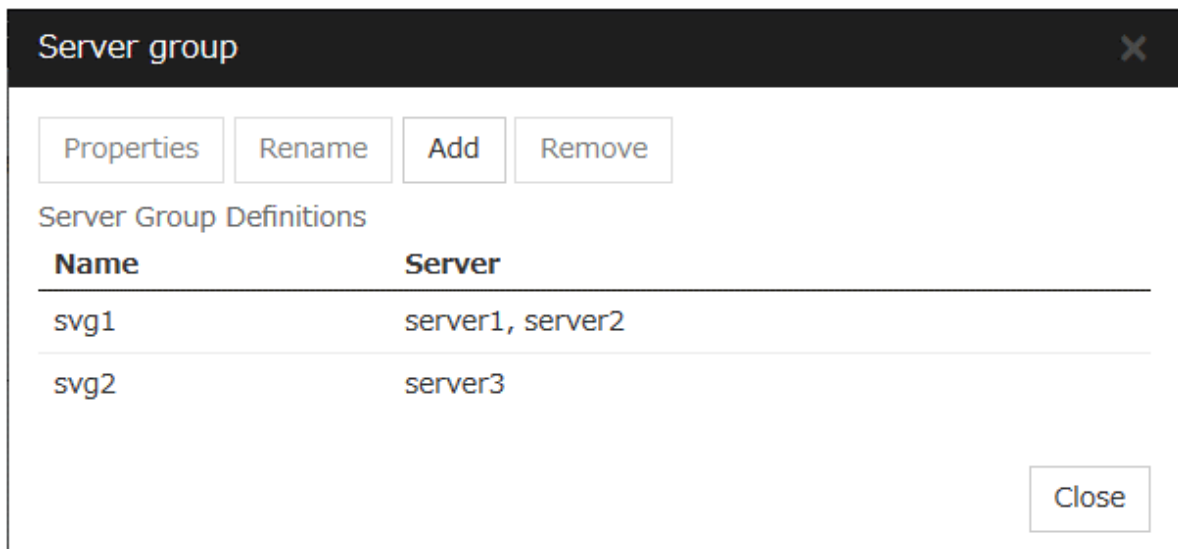 Server group
Properties Rename Add Remove
Server Group Definitions
Name Server
svg1 server1, server2
svg2 server3
Close